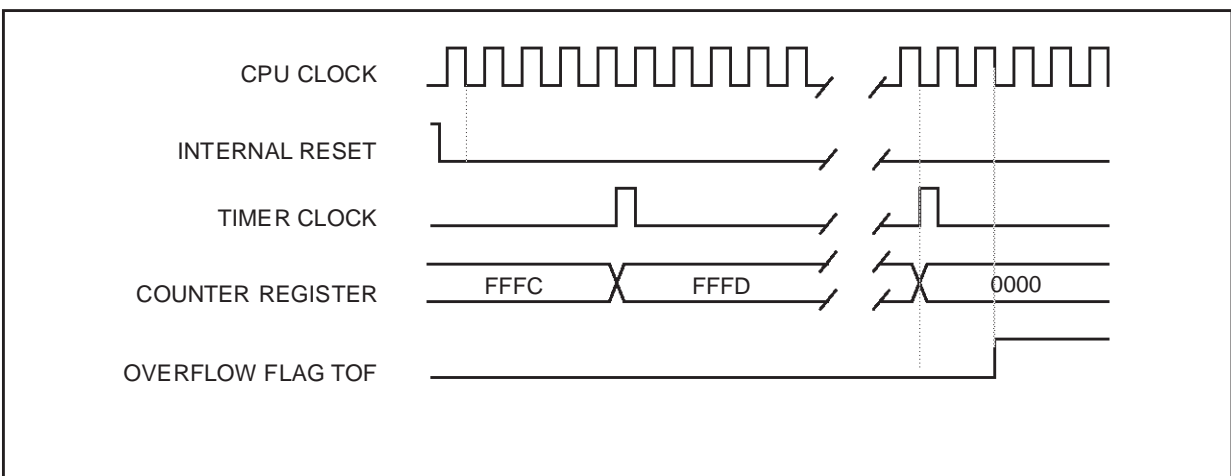 CPU CLOCK
INTERNAL RESET
TIMER CLOCK
COUNTER REGISTER FFFC FFFD 0000
OVERFLOW FLAG TOF